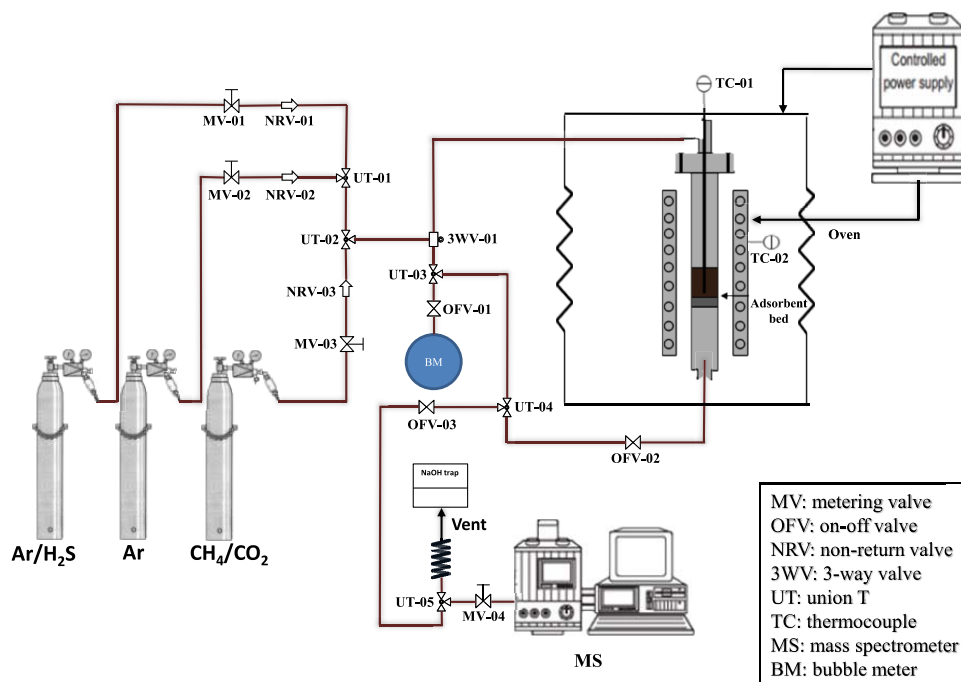 Controlled
power supply
TC-01
MV-01
NRV-01
MV-02
NRV-02
UT-01
UT-02
3WV-01
Oven
TC-02
UT-03
NRV-03
OFV-01
Adsorbent
bed
MV-03
BM
UT-04
OFV-03
OFV-02
NaOH trap
Vent
Ar/H2S
Ar
CH4/CO2
UT-05
MV-04
MS
MV: metering valve
OFV: on-off valve
NRV: non-return valve
3WV: 3-way valve
UT: union T
TC: thermocouple
MS: mass spectrometer
BM: bubble meter